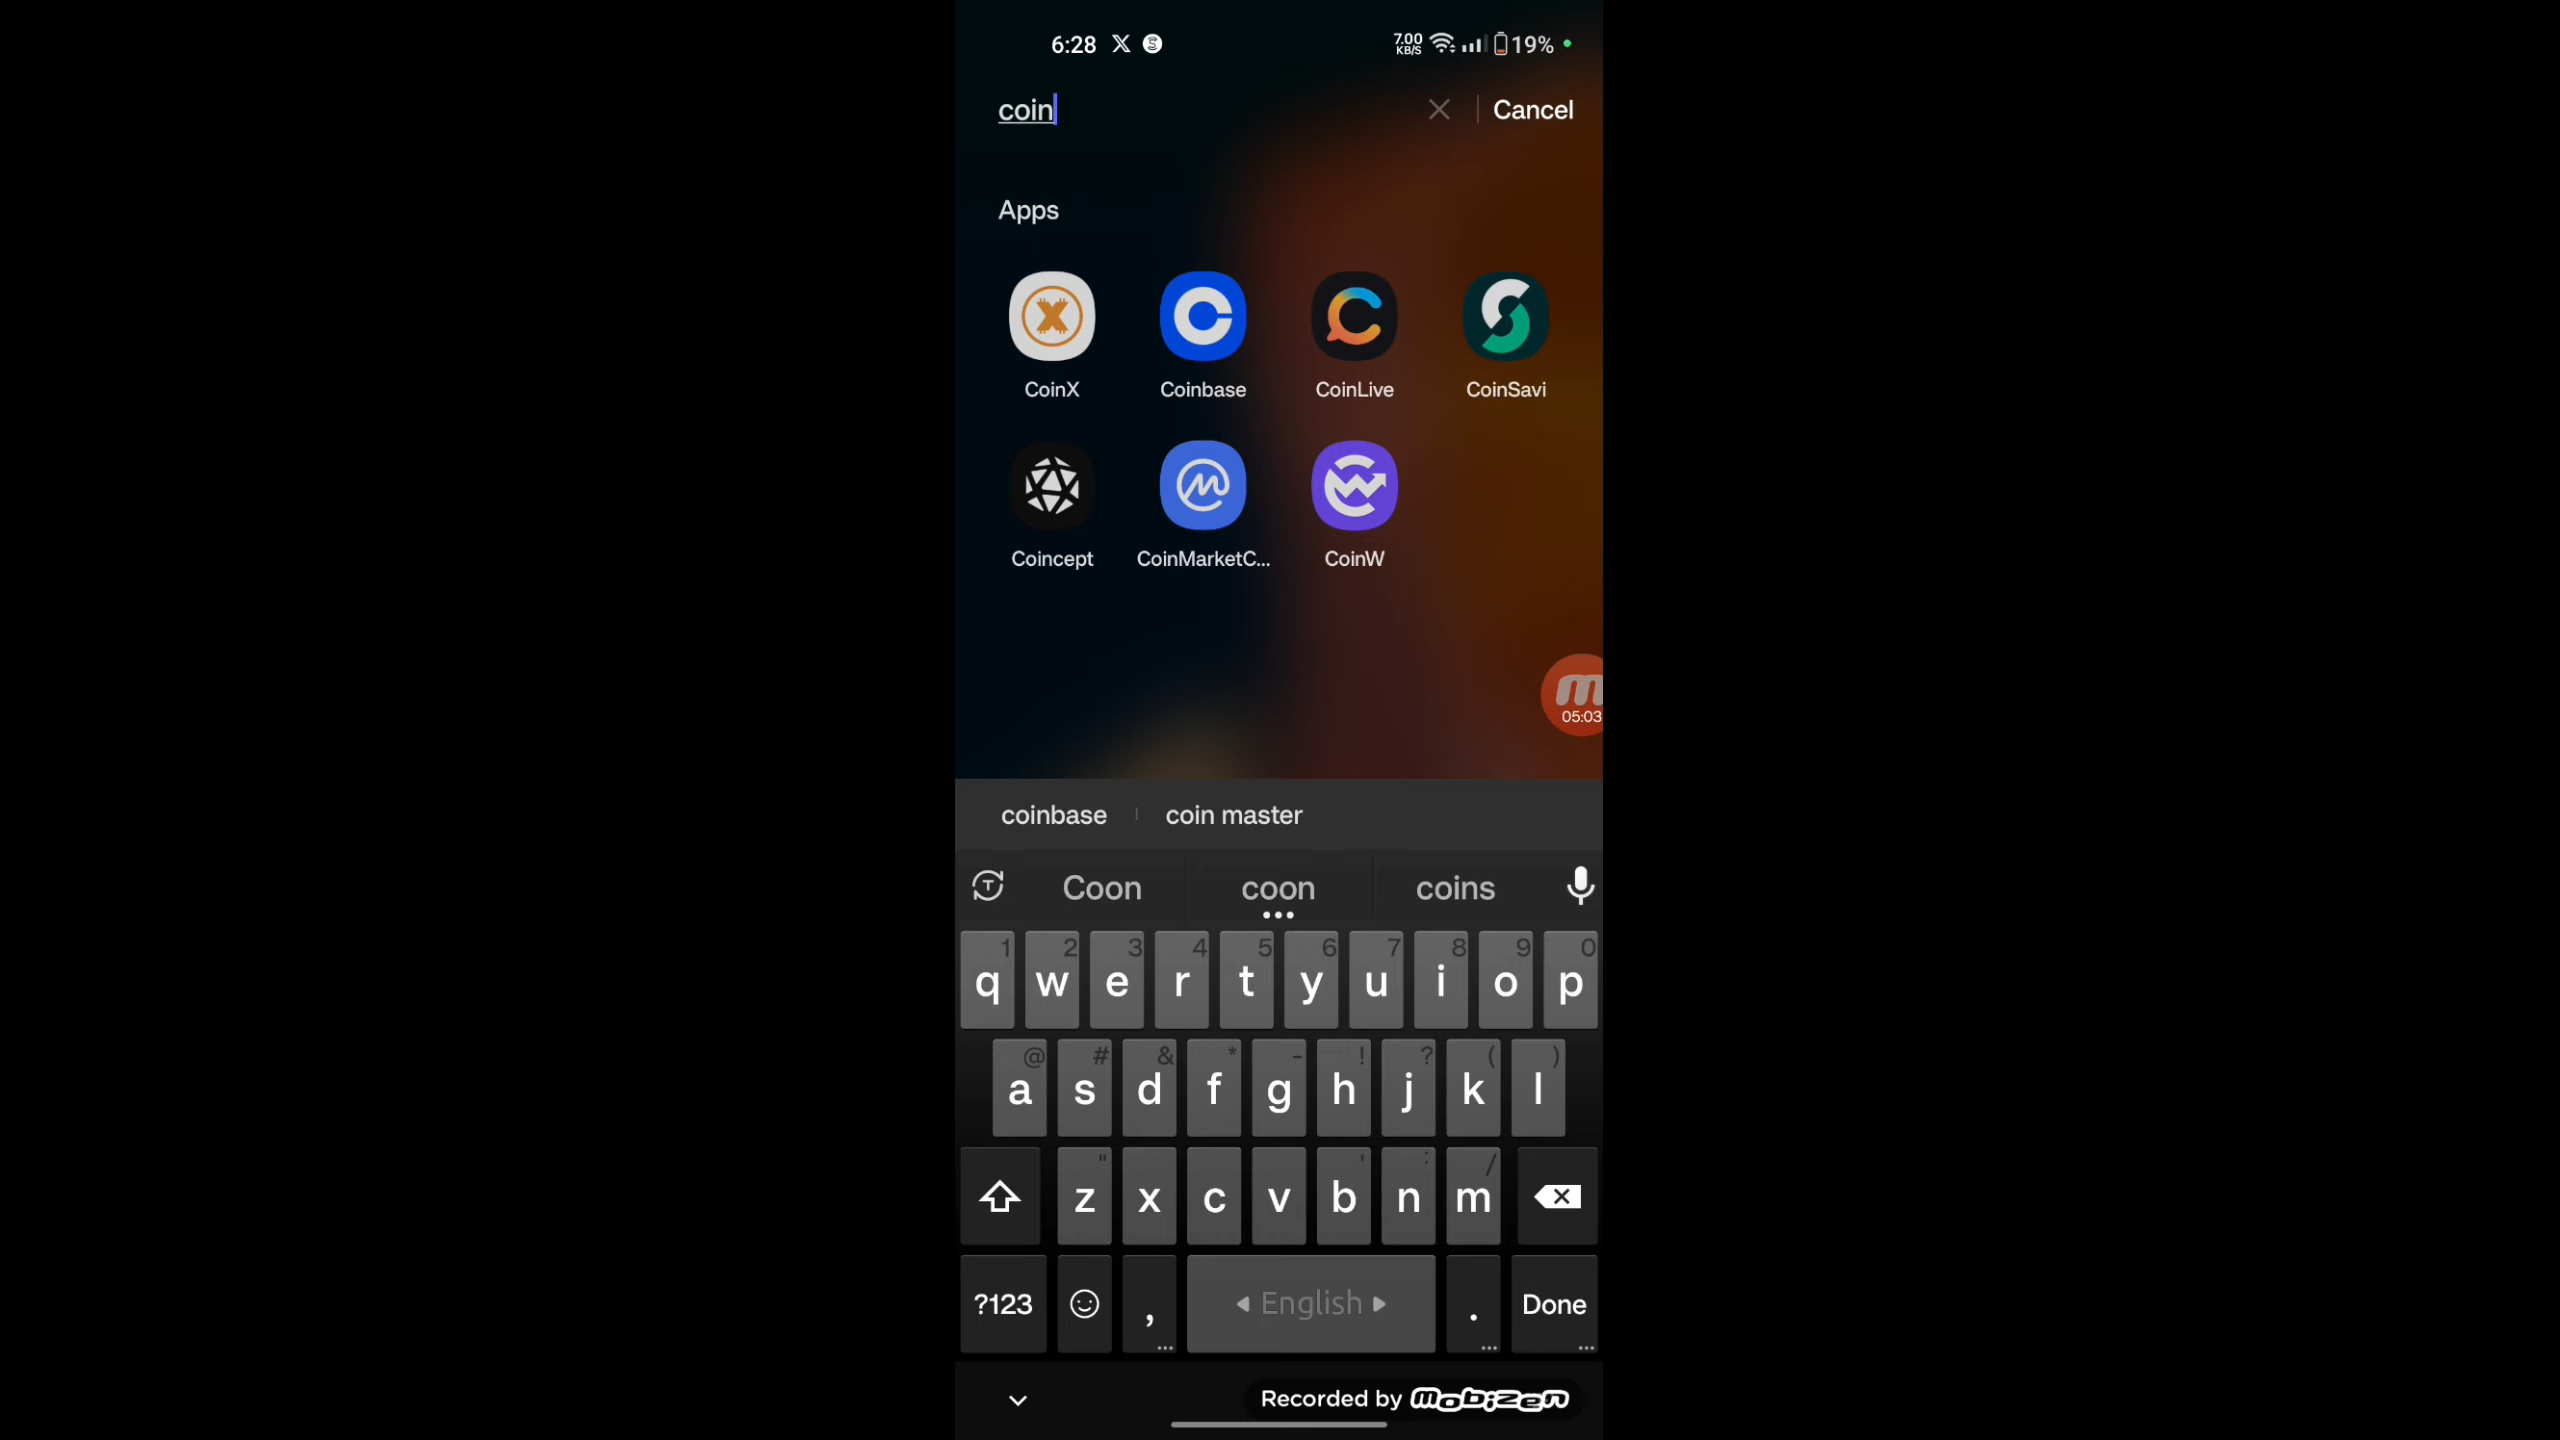 6:28 7.00 KB/S 19%
coin Cancel
Apps
CoinX Coinbase CoinLive CoinSavi
Coincept CoinMarketC... CoinW
m
05:03
coinbase coin master
T Coon coon coins
1 2 3 4 5 6 7 8 9 0
q w e r t y u i o p
@ # & * - ! ? ( )
a s d f g h j k l
" ' : /
z x c v b n m
?123 , English . Done
Recorded by mobizen